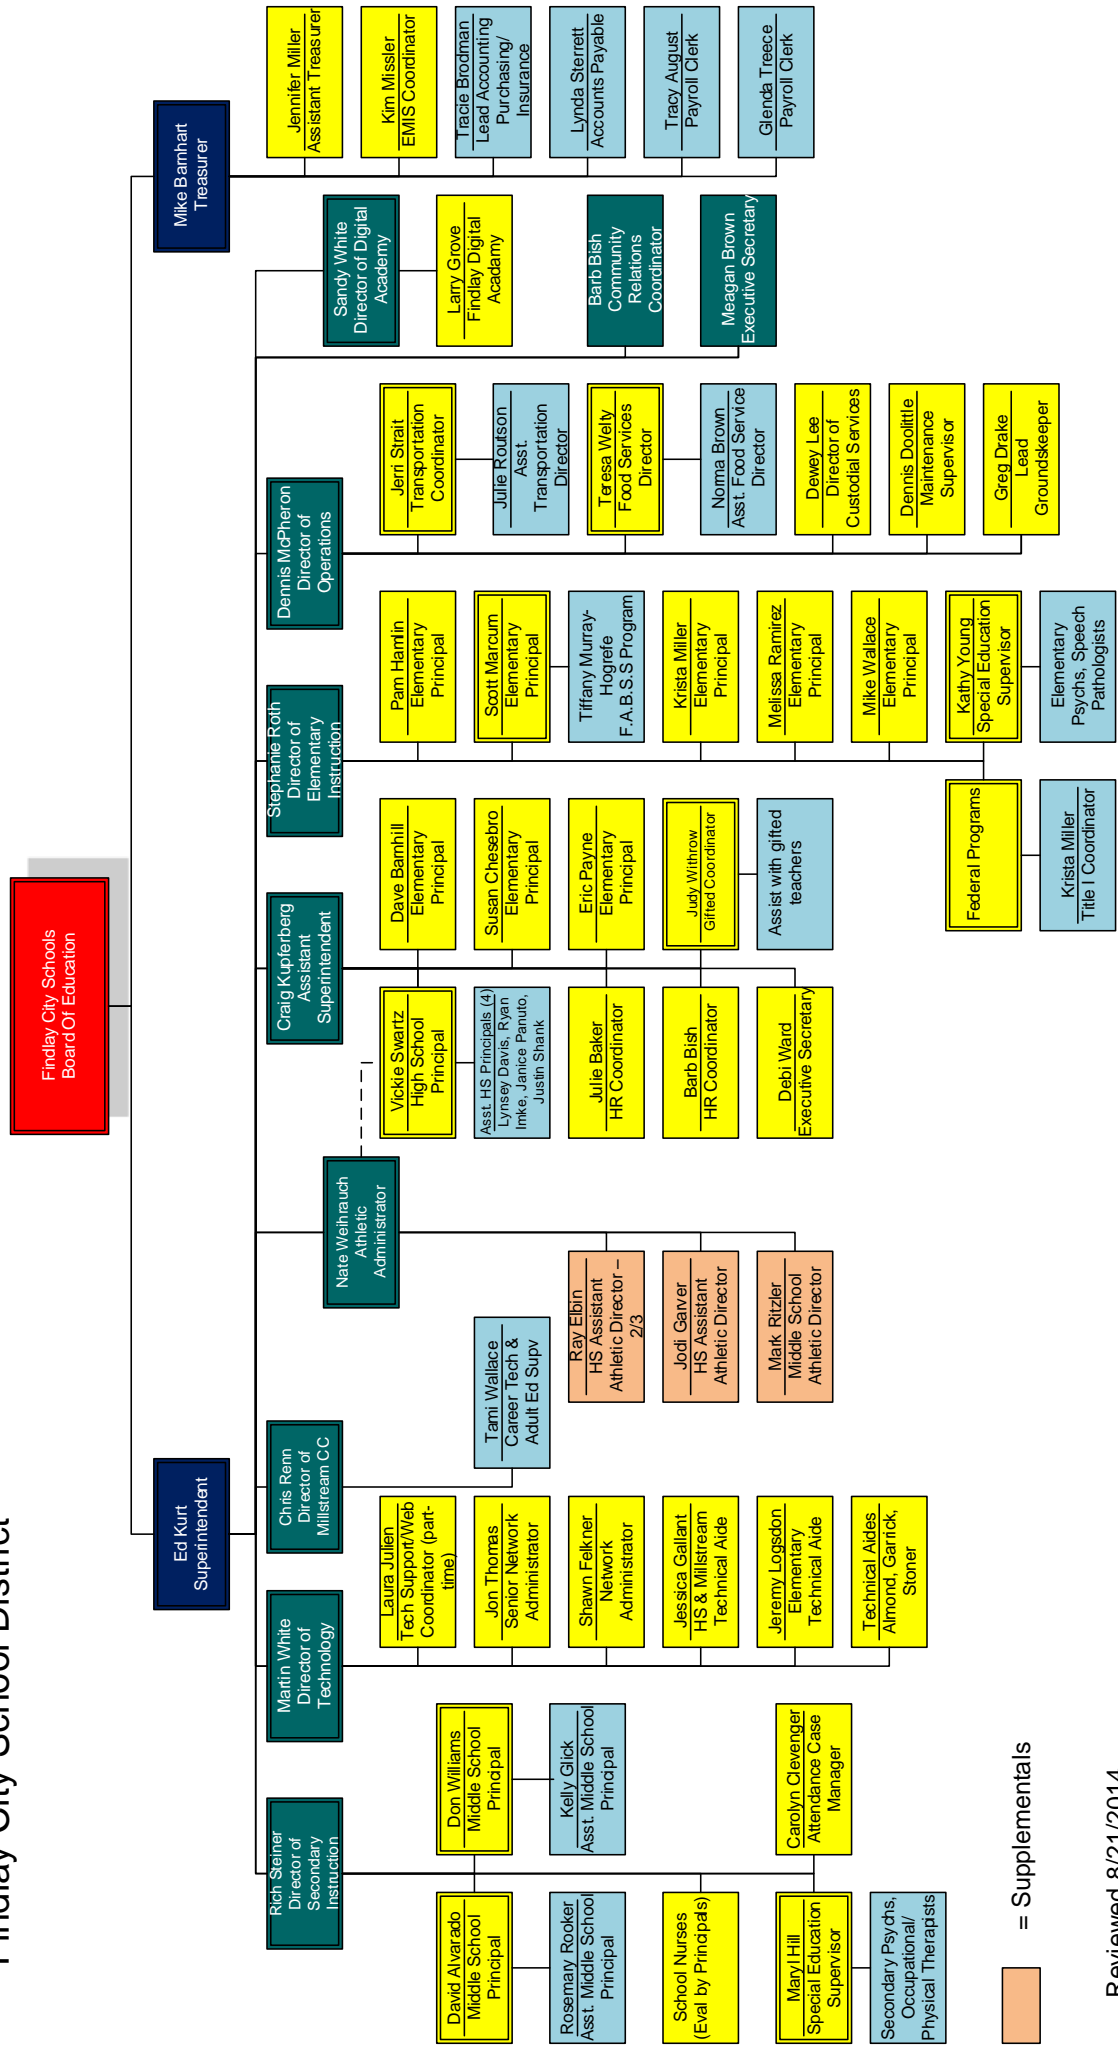 Findlay City School District
Findlay City Schools
Board Of Education
Ed Kurt
Superintendent
Mike Barnhart
Treasurer
Rich Steiner
Director of
Secondary
Instruction
Martin White
Director of
Technology
Chris Renn
Director of
Millstream CC
Nate Weihrauch
Athletic
Administrator
Craig Kupferberg
Assistant
Superintendent
Stephanie Roth
Director of
Elementary
Instruction
Dennis McPheron
Director of
Operations
Sandy White
Director of Digital
Academy
Larry Grove
Findlay Digital
Acadamy
Barb Bish
Community
Relations
Coordinator
Meagan Brown
Executive Secretary
Jennifer Miller
Assistant Treasurer
Kim Missler
EMIS Coordinator
Tracie Brodman
Lead Accounting
Purchasing/
Insurance
Lynda Sterrett
Accounts Payable
Tracy August
Payroll Clerk
Glenda Treece
Payroll Clerk
David Alvarado
Middle School
Principal
Rosemary Rooker
Asst. Middle School
Principal
Don Williams
Middle School
Principal
Kelly Glick
Asst. Middle School
Principal
School Nurses
(Eval by Principals)
Mary Hill
Special Education
Supervisor
Secondary Psychs,
Occupational/
Physical Therapists
Carolyn Clevenger
Attendance Case
Manager
Laura Julien
Tech Support/Web
Coordinator (part-
time)
Jon Thomas
Senior Network
Administrator
Shawn Felkner
Network
Administrator
Jessica Gallant
HS & Millstream
Technical Aide
Jeremy Logsdon
Elementary
Technical Aide
Technical Aides
Almond, Garrick,
Stoner
Tami Wallace
Career Tech &
Adult Ed Supv
Ray Elbin
HS Assistant
Athletic Director –
2/3
Jodi Garver
HS Assistant
Athletic Director
Mark Ritzler
Middle School
Athletic Director
Vickie Swartz
High School
Principal
Asst. HS Principals (4)
Lynsey Davis, Ryan
Imke, Janice Panuto,
Justin Shank
Julie Baker
HR Coordinator
Barb Bish
HR Coordinator
Debi Ward
Executive Secretary
Dave Barnhill
Elementary
Principal
Susan Chesebro
Elementary
Principal
Eric Payne
Elementary
Principal
Judy Withrow
Gifted Coordinator
Assist with gifted
teachers
Pam Hamlin
Elementary
Principal
Scott Marcum
Elementary
Principal
Tiffany Murray-
Hogrefe
F.A.B.S.S Program
Krista Miller
Elementary
Principal
Melissa Ramirez
Elementary
Principal
Mike Wallace
Elementary
Principal
Kathy Young
Special Education
Supervisor
Elementary
Psychs, Speech
Pathologists
Federal Programs
Krista Miller
Title I Coordinator
Jerri Strait
Transportation
Coordinator
Julie Routson
Asst.
Transportation
Director
Teresa Welty
Food Services
Director
Norma Brown
Asst. Food Service
Director
Dewey Lee
Director of
Custodial Services
Dennis Doolittle
Maintenance
Supervisor
Greg Drake
Lead
Groundskeeper
= Supplementals
Reviewed 8/21/2014